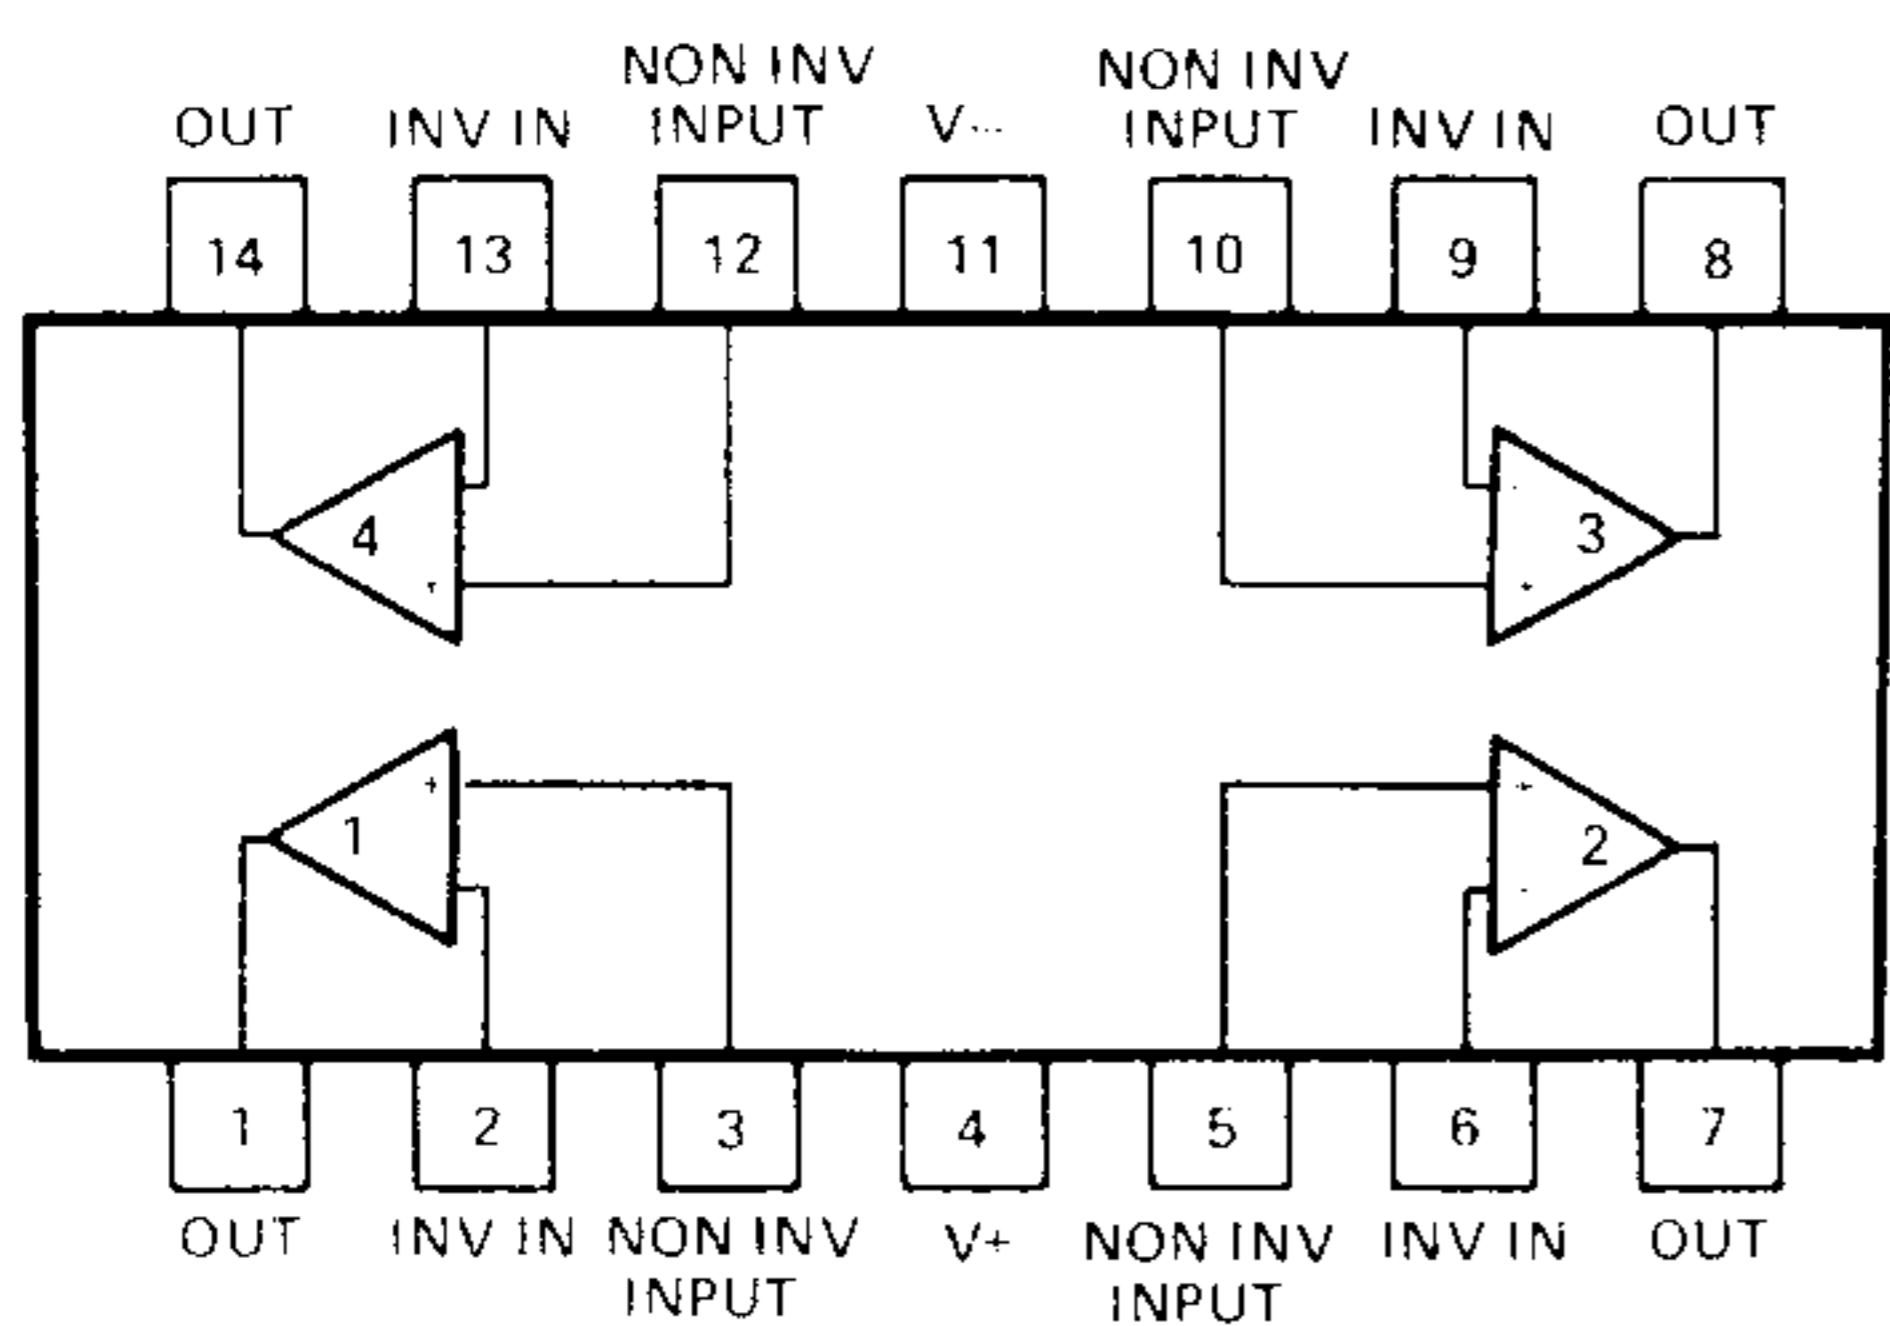 NON INV NON INV
OUT INV IN INPUT V- INPUT INV IN OUT
14 13 12 11 10 9 8
4 - 3
+ +
+ +
1 2
-
1 2 3 4 5 6 7
OUT INV IN NON INV V+ NON INV INV IN OUT
INPUT INPUT